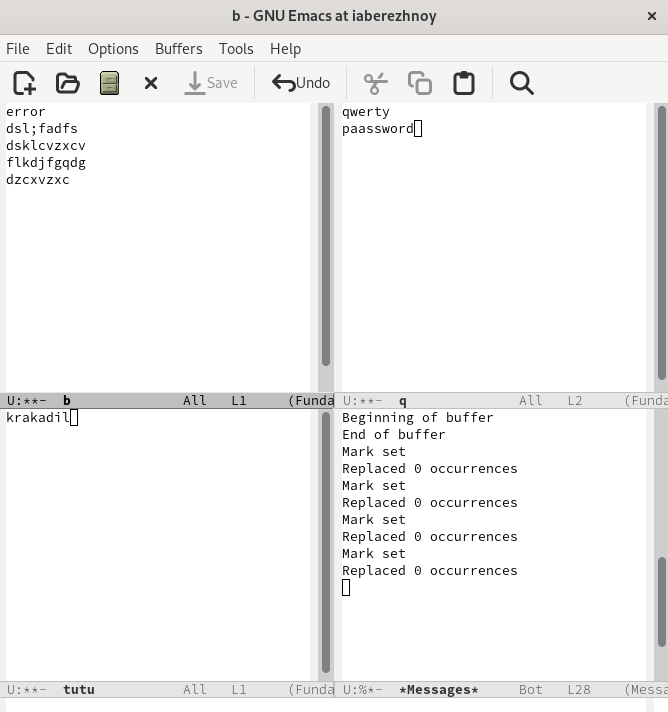 b - GNU Emacs at iaberezhnoy ×
File Edit Options Buffers Tools Help
Save Undo
error
dsl;fadfs
dsklcvzxcv
flkdjfgqdg
dzcxvzxc
U:**- b All L1 (Funda
qwerty
paassword
U:**- q All L2 (Funda
krakadil
U:**- tutu All L1 (Funda
Beginning of buffer
End of buffer
Mark set
Replaced 0 occurrences
Mark set
Replaced 0 occurrences
Mark set
Replaced 0 occurrences
Mark set
Replaced 0 occurrences
U:%*- *Messages* Bot L28 (Messa